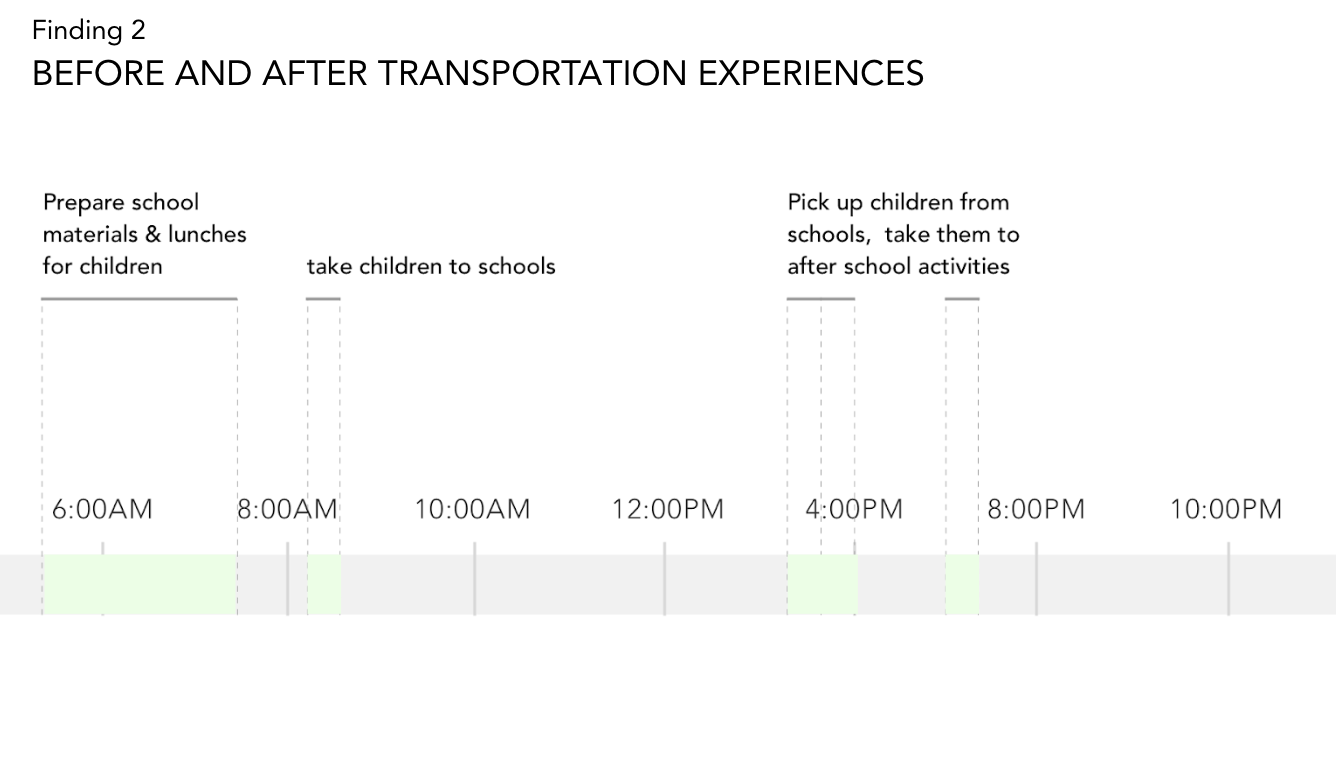 Finding 2
BEFORE AND AFTER TRANSPORTATION EXPERIENCES
Prepare school
materials & lunches
for children
take children to schools
Pick up children from
schools,  take them to
after school activities
6:00AM 8:00AM 10:00AM 12:00PM 4:00PM 8:00PM 10:00PM